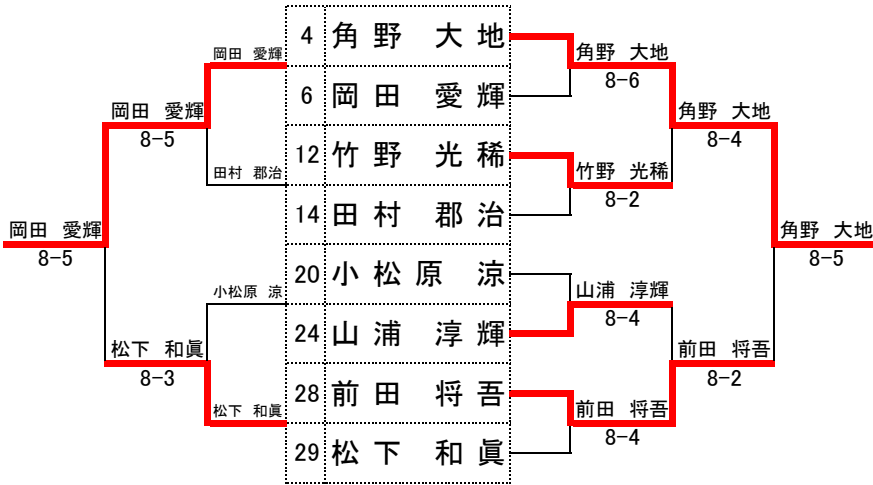 岡田 愛輝
岡田 愛輝
8-5
田村 郡治
岡田 愛輝
8-5
小松原 涼
松下 和眞
8-3
松下 和眞
4 角野 大地
6 岡田 愛輝
12 竹野 光稀
14 田村 郡治
20 小松原 涼
24 山浦 淳輝
28 前田 将吾
29 松下 和眞
角野 大地
8-6
角野 大地
8-4
竹野 光稀
8-2
角野 大地
8-5
山浦 淳輝
8-4
前田 将吾
8-2
前田 将吾
8-4